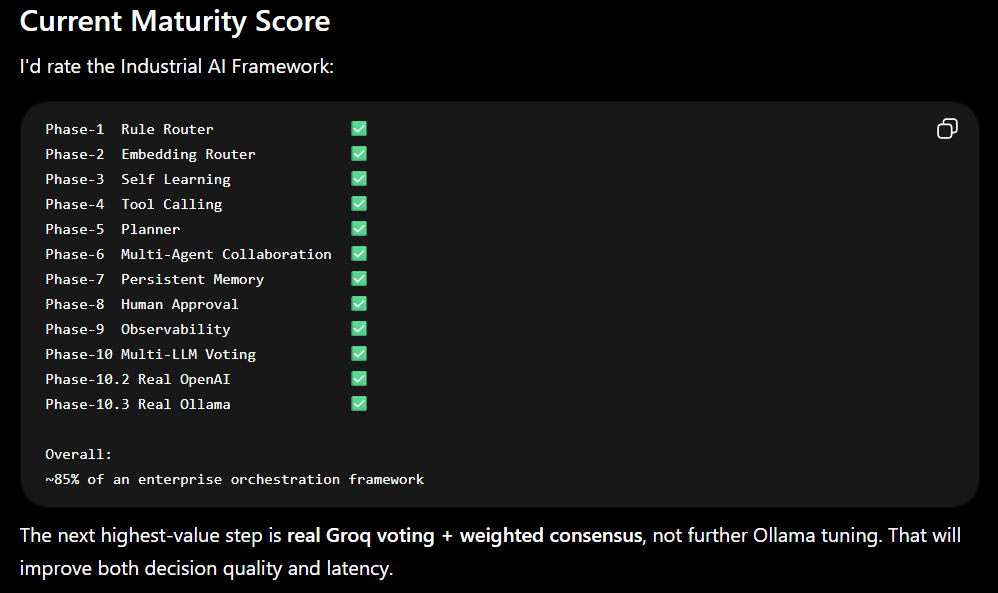 Current Maturity Score
I'd rate the Industrial AI Framework:
Phase-1 Rule Router ✅
Phase-2 Embedding Router ✅
Phase-3 Self Learning ✅
Phase-4 Tool Calling ✅
Phase-5 Planner ✅
Phase-6 Multi-Agent Collaboration ✅
Phase-7 Persistent Memory ✅
Phase-8 Human Approval ✅
Phase-9 Observability ✅
Phase-10 Multi-LLM Voting ✅
Phase-10.2 Real OpenAI ✅
Phase-10.3 Real Ollama ✅
Overall:
~85% of an enterprise orchestration framework
The next highest-value step is real Groq voting + weighted consensus, not further Ollama tuning. That will
improve both decision quality and latency.